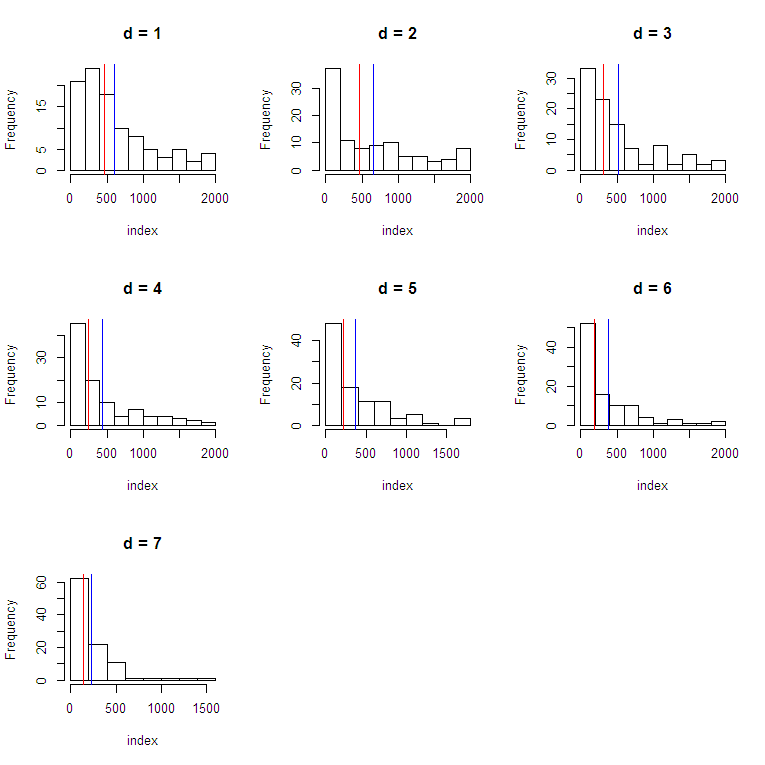 d = 1
Frequency
0 5 15
0 500 1000 2000
index
d = 2
Frequency
0 10 20 30
0 500 1000 2000
index
d = 3
Frequency
0 10 20 30
0 500 1000 2000
index
d = 4
Frequency
0 10 30
0 500 1000 2000
index
d = 5
Frequency
0 20 40
0 500 1000 1500
index
d = 6
Frequency
0 20 40
0 500 1000 2000
index
d = 7
Frequency
0 20 40 60
0 500 1000 1500
index